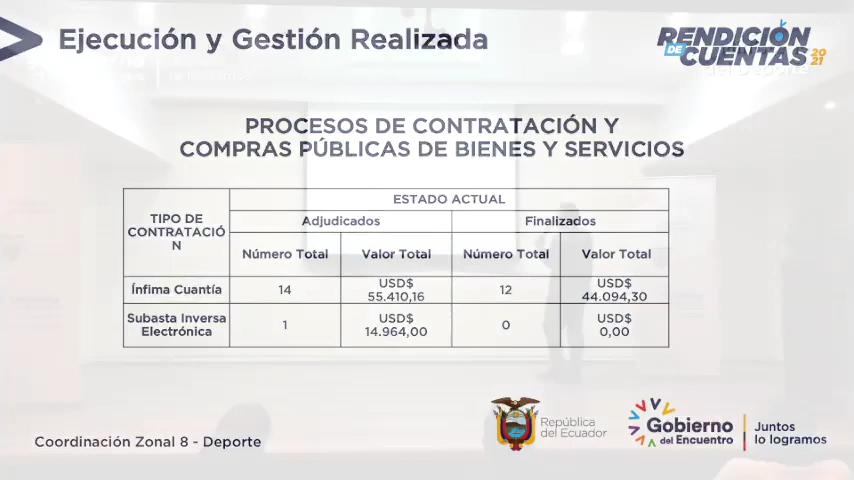 Ejecución y Gestión Realizada
RENDICIÓN
DE CUENTAS 2021
PROCESOS DE CONTRATACIÓN Y
COMPRAS PÚBLICAS DE BIENES Y SERVICIOS
TIPO DE
CONTRATACIÓ
N
ESTADO ACTUAL
Adjudicados
Finalizados
Número Total
Valor Total
Número Total
Valor Total
Ínfima Cuantía
14
USD$
55.410,16
12
USD$
44.094,30
Subasta Inversa
Electrónica
1
USD$
14.964,00
0
USD$
0,00
Coordinación Zonal 8 - Deporte
República
del Ecuador
Gobierno
del Encuentro
Juntos
lo logramos